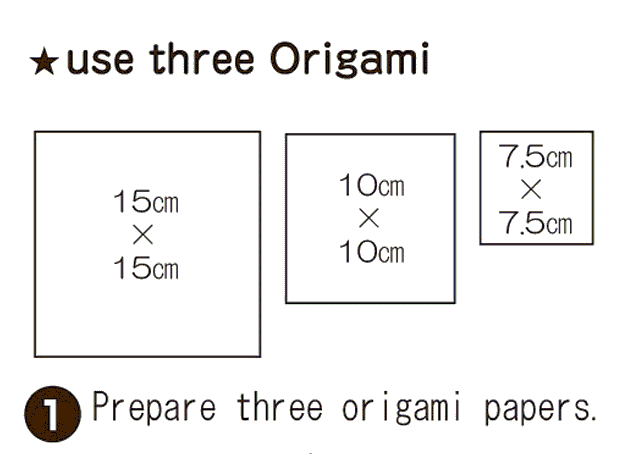 ★use three Origami
15cm
×
15cm
10cm
×
10cm
7.5cm
×
7.5cm
1 Prepare three origami papers.